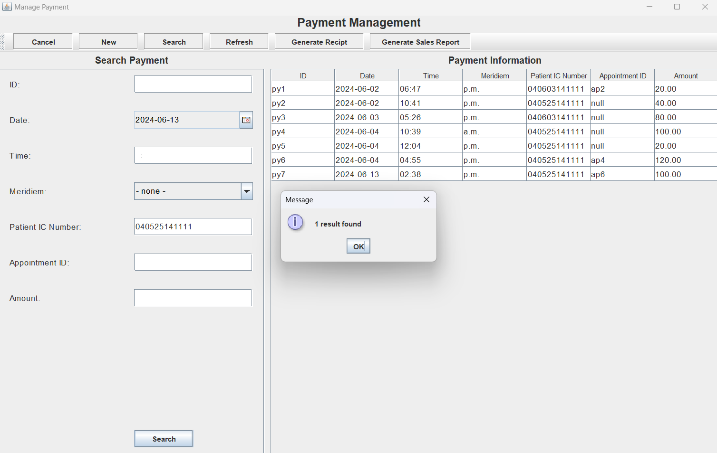 Manage Payment
Payment Management
Cancel New Search Refresh Generate Recipt Generate Sales Report
Search Payment
ID:
Date: 2024-06-13
Time: :
Meridiem: - none -
Patient IC Number: 040525141111
Appointment ID:
Amount:
Search
Payment Information
ID Date Time Meridiem Patient IC Number Appointment ID Amount
py1 2024-06-02 06:47 p.m. 040603141111 ap2 20.00
py2 2024-06-02 10:41 p.m. 040525141111 null 40.00
py3 2024-06-03 05:26 p.m. 040603141111 null 80.00
py4 2024-06-04 10:39 a.m. 040525141111 null 100.00
py5 2024-06-04 12:04 p.m. 040525141111 null 20.00
py6 2024-06-04 04:55 p.m. 040525141111 ap4 120.00
py7 2024-06-13 02:38 p.m. 040525141111 ap6 100.00
Message
1 result found
OK